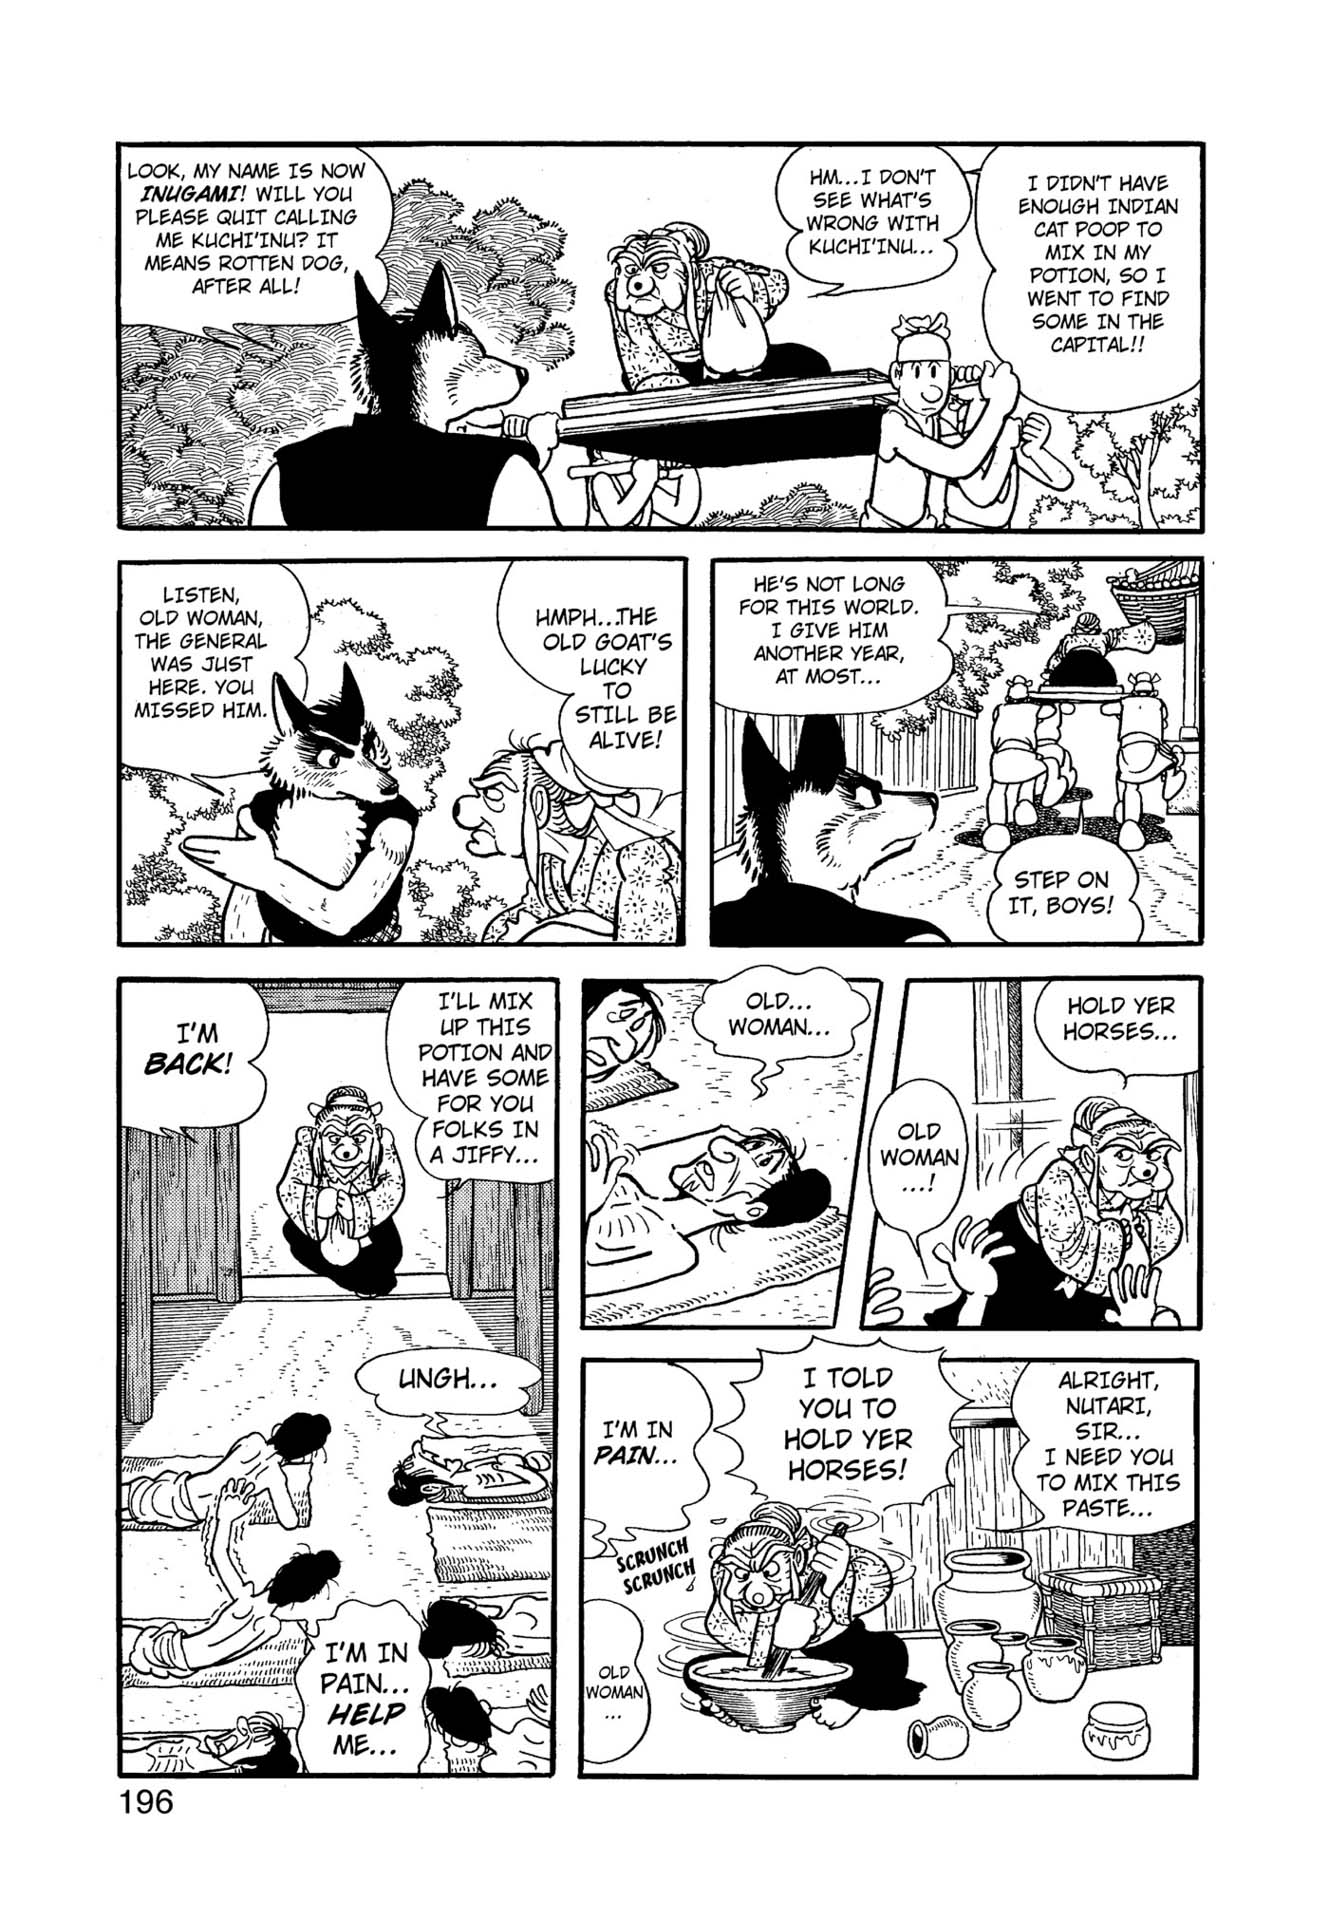 LOOK, MY NAME IS NOW
INUGAMI! WILL YOU
PLEASE QUIT CALLING
ME KUCHI'INU? IT
MEANS ROTTEN DOG,
AFTER ALL!
HM...I DON'T
SEE WHAT'S
WRONG WITH
KUCHI'INU...
I DIDN'T HAVE
ENOUGH INDIAN
CAT POOP TO
MIX IN MY
POTION, SO I
WENT TO FIND
SOME IN THE
CAPITAL!!
LISTEN,
OLD WOMAN,
THE GENERAL
WAS JUST
HERE. YOU
MISSED HIM.
HMPH...THE
OLD GOAT'S
LUCKY
TO
STILL BE
ALIVE!
HE'S NOT LONG
FOR THIS WORLD.
I GIVE HIM
ANOTHER YEAR,
AT MOST...
STEP ON
IT, BOYS!
I'M
BACK!
I'LL MIX
UP THIS
POTION AND
HAVE SOME
FOR YOU
FOLKS IN
A JIFFY...
UNGH...
I'M IN
PAIN...
HELP
ME...
OLD...
WOMAN...
HOLD YER
HORSES...
OLD
WOMAN
...!
I'M IN
PAIN...
I TOLD
YOU TO
HOLD YER
HORSES!
ALRIGHT,
NUTARI,
SIR...
I NEED YOU
TO MIX THIS
PASTE...
SCRUNCH
SCRUNCH
OLD
WOMAN
...
196